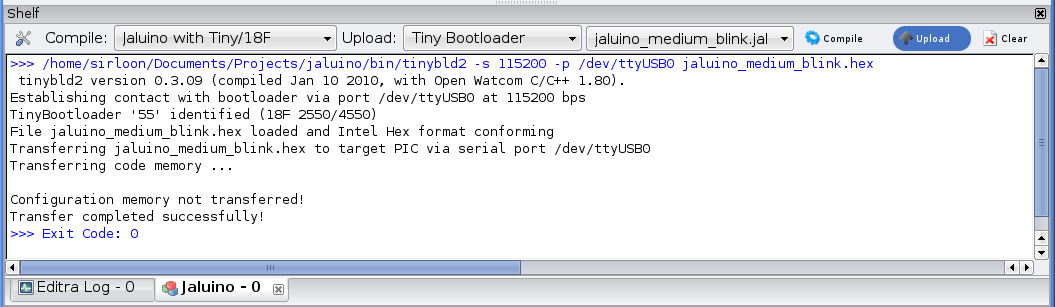 Shelf
Compile: Jaluino with Tiny/18F Upload: Tiny Bootloader jaluino_medium_blink.jal Compile Upload Clear
>>> /home/sirloon/Documents/Projects/jaluino/bin/tinybld2 -s 115200 -p /dev/ttyUSB0 jaluino_medium_blink.hex
tinybld2 version 0.3.09 (compiled Jan 10 2010, with Open Watcom C/C++ 1.80).
Establishing contact with bootloader via port /dev/ttyUSB0 at 115200 bps
TinyBootloader '55' identified (18F 2550/4550)
File jaluino_medium_blink.hex loaded and Intel Hex format conforming
Transferring jaluino_medium_blink.hex to target PIC via serial port /dev/ttyUSB0
Transferring code memory ...
Configuration memory not transferred!
Transfer completed successfully!
>>> Exit Code: 0
Editra Log - 0 Jaluino - 0